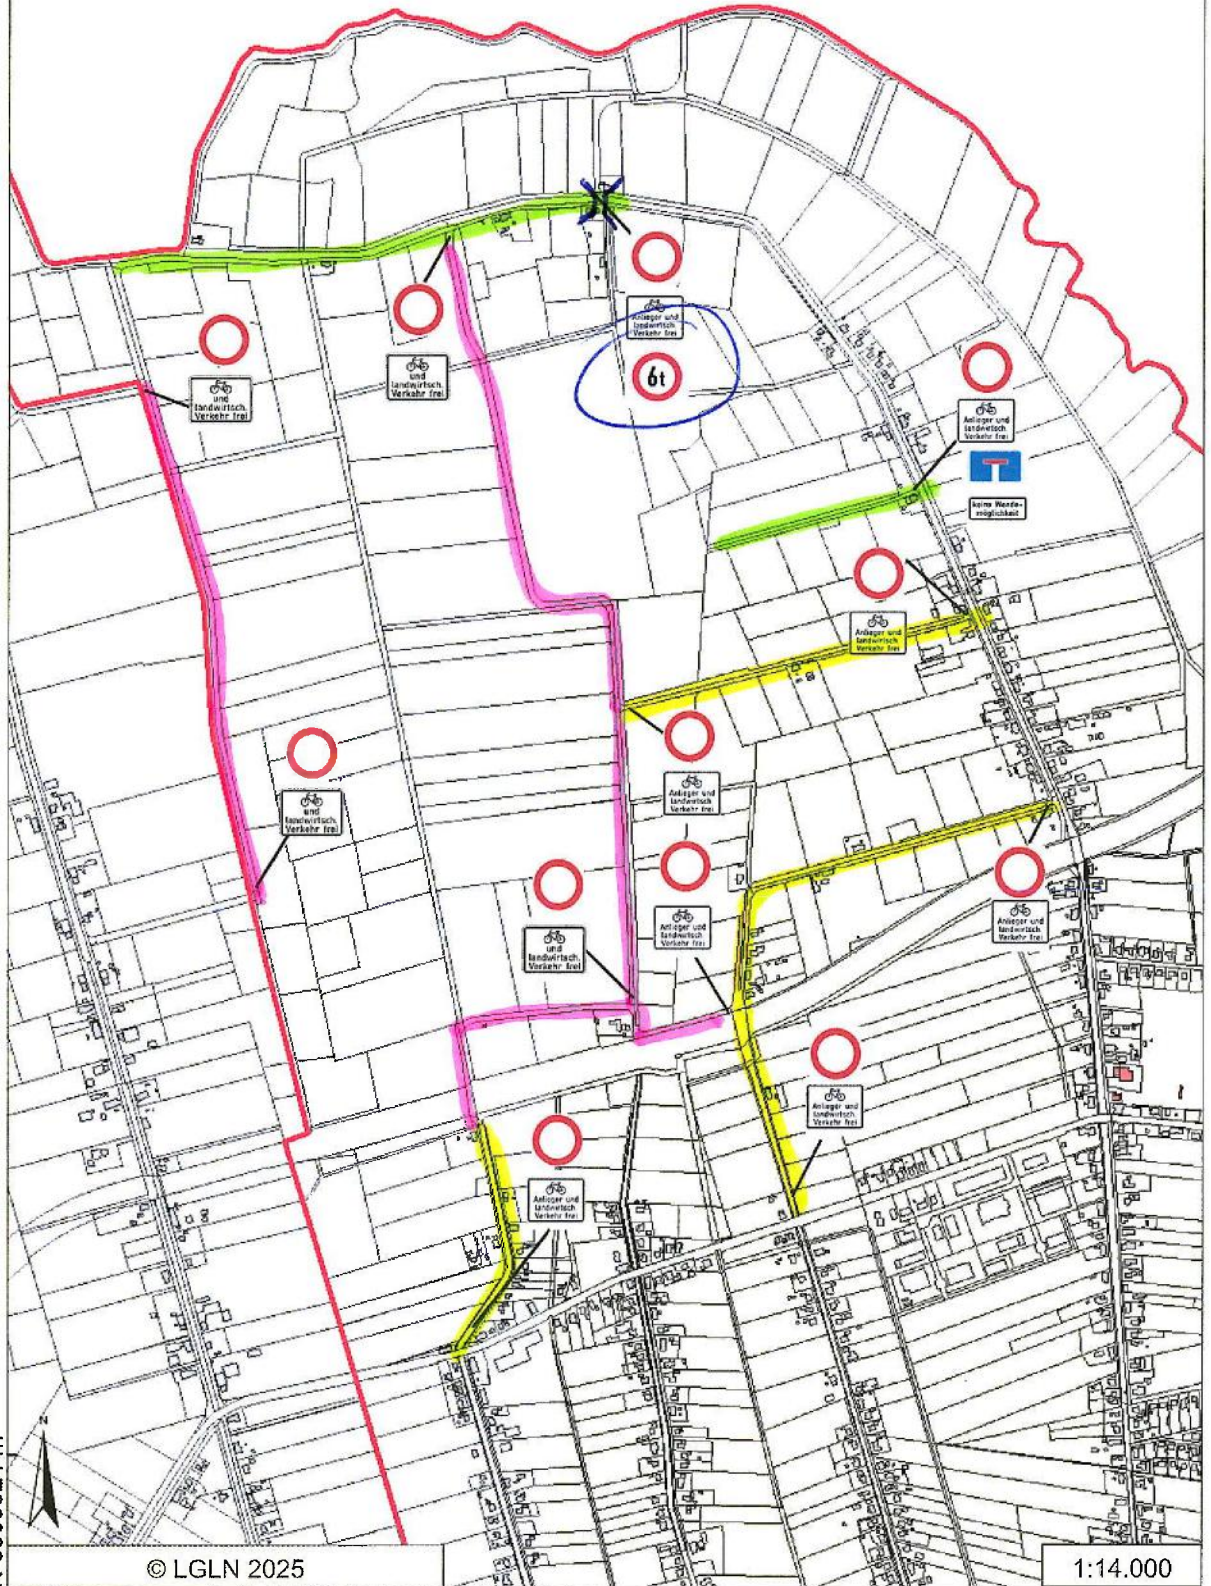 Anlieger und
landwirtsch.
Verkehr frei
6t
und
landwirtsch.
Verkehr frei
und
landwirtsch.
Verkehr frei
Anlieger und
landwirtsch.
Verkehr frei
keine Wende-
möglichkeit
Anlieger und
landwirtsch.
Verkehr frei
Anlieger und
landwirtsch.
Verkehr frei
und
landwirtsch.
Verkehr frei
Anlieger und
landwirtsch.
Verkehr frei
Anlieger und
landwirtsch.
Verkehr frei
und
landwirtsch.
Verkehr frei
Anlieger und
landwirtsch.
Verkehr frei
Anlieger und
landwirtsch.
Verkehr frei
N
© LGLN 2025
1:14.000